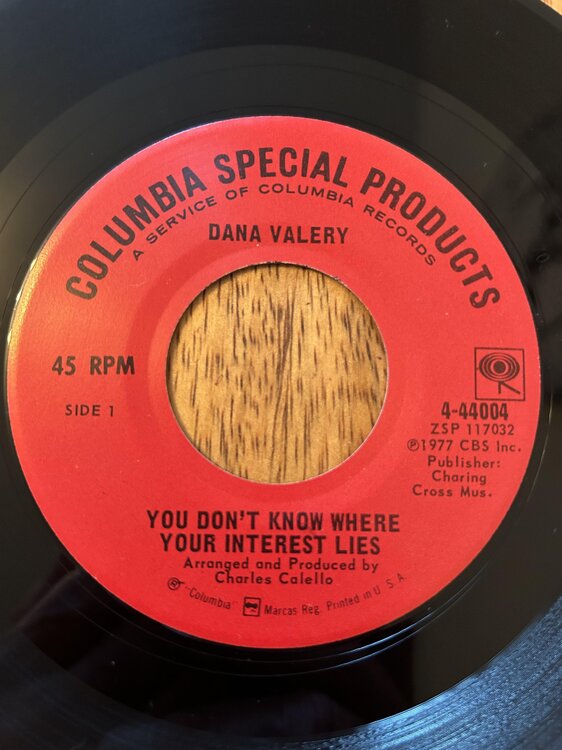 COLUMBIA SPECIAL PRODUCTS
A SERVICE OF COLUMBIA RECORDS
DANA VALERY
45 RPM
SIDE 1
4-44004
ZSP 117032
℗1977 CBS Inc.
Publisher:
Charing
Cross Mus.
YOU DON'T KNOW WHERE
YOUR INTEREST LIES
Arranged and Produced by
Charles Calello
® "Columbia" Marcas Reg. Printed in U.S.A.